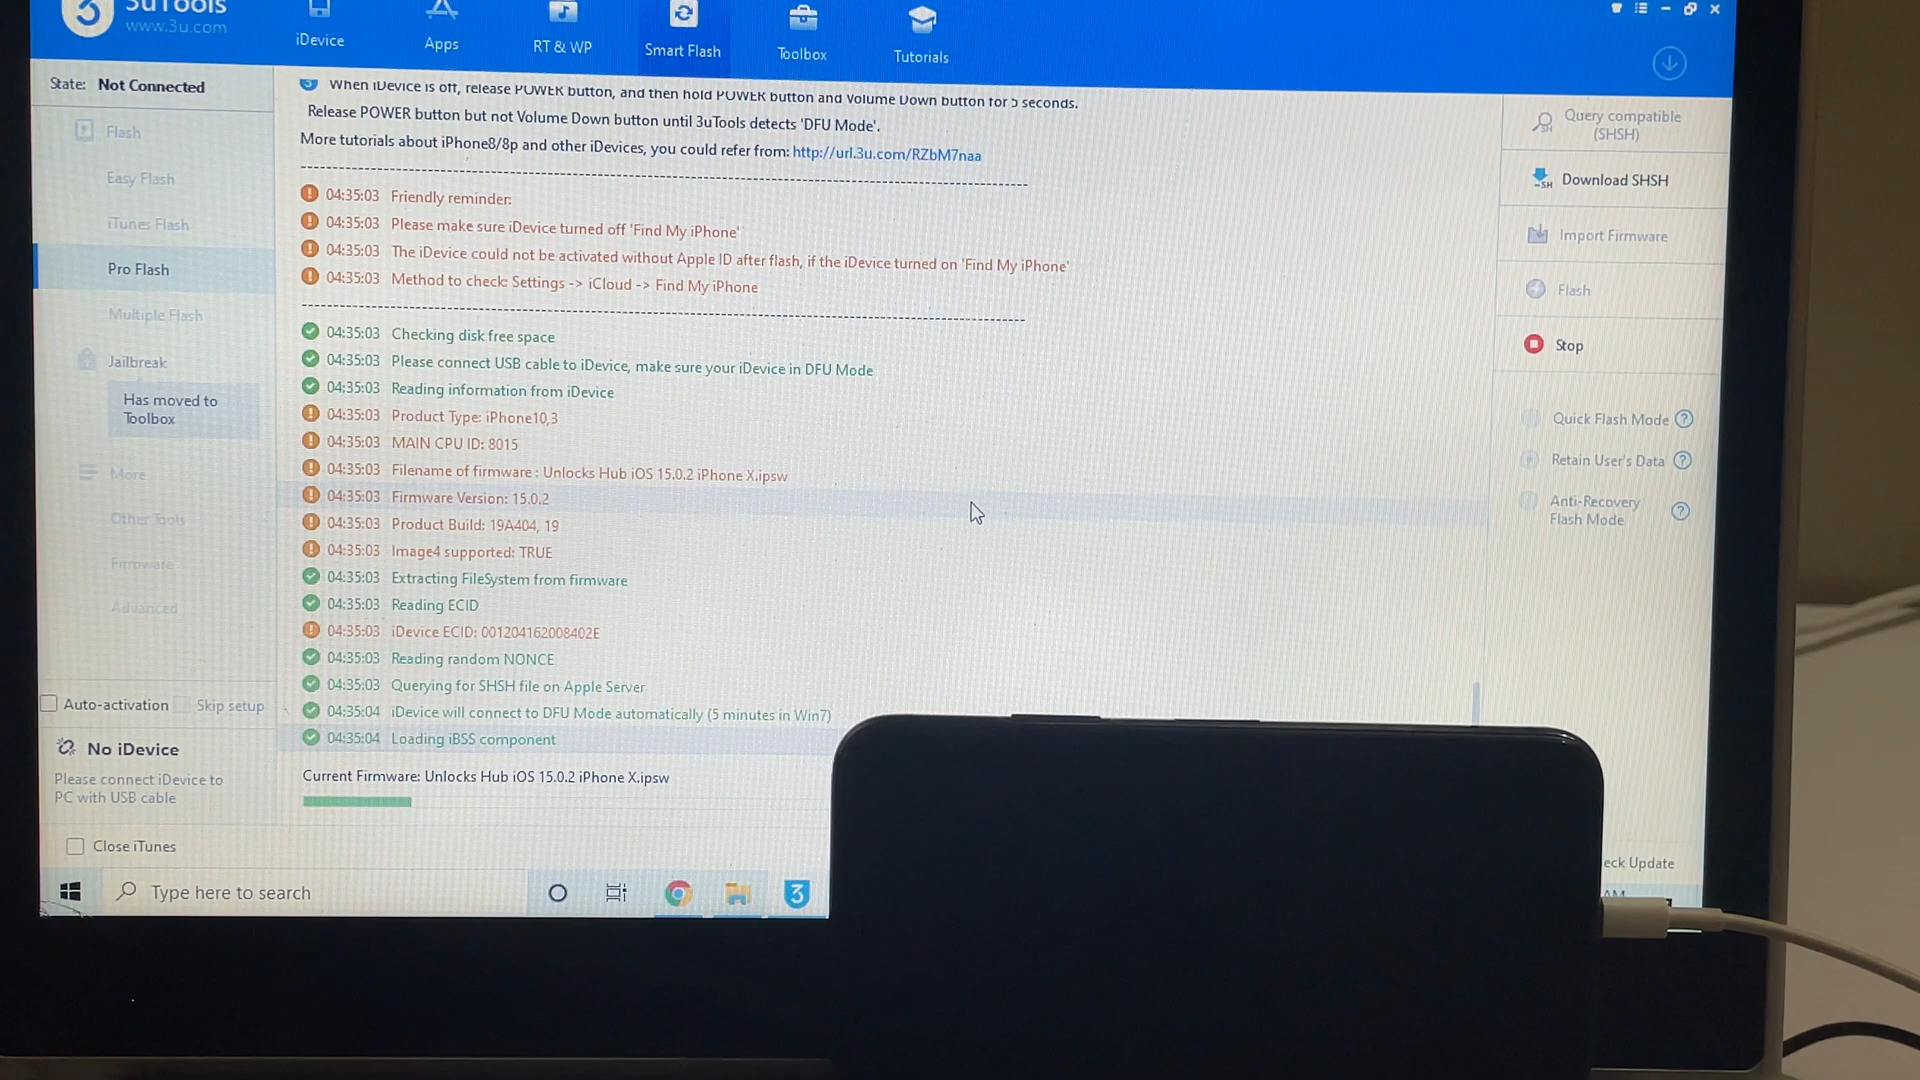 3uTools
www.3u.com
iDevice
Apps
RT & WP
Smart Flash
Toolbox
Tutorials
State: Not Connected
Flash
Easy Flash
iTunes Flash
Pro Flash
Multiple Flash
Jailbreak
Has moved to
Toolbox
More
Other Tools
Firmware
Advanced
Auto-activation
Skip setup
No iDevice
Please connect iDevice to
PC with USB cable
Close iTunes
When iDevice is off, release POWER button, and then hold POWER button and Volume Down button for 5 seconds.
Release POWER button but not Volume Down button until 3uTools detects 'DFU Mode'.
More tutorials about iPhone8/8p and other iDevices, you could refer from: http://url.3u.com/RZbM7naa
04:35:03 Friendly reminder:
04:35:03 Please make sure iDevice turned off 'Find My iPhone'
04:35:03 The iDevice could not be activated without Apple ID after flash, if the iDevice turned on 'Find My iPhone'
04:35:03 Method to check: Settings -> iCloud -> Find My iPhone
04:35:03 Checking disk free space
04:35:03 Please connect USB cable to iDevice, make sure your iDevice in DFU Mode
04:35:03 Reading information from iDevice
04:35:03 Product Type: iPhone10,3
04:35:03 MAIN CPU ID: 8015
04:35:03 Filename of firmware : Unlocks Hub iOS 15.0.2 iPhone X.ipsw
04:35:03 Firmware Version: 15.0.2
04:35:03 Product Build: 19A404, 19
04:35:03 Image4 supported: TRUE
04:35:03 Extracting FileSystem from firmware
04:35:03 Reading ECID
04:35:03 iDevice ECID: 001204162008402E
04:35:03 Reading random NONCE
04:35:03 Querying for SHSH file on Apple Server
04:35:04 iDevice will connect to DFU Mode automatically (5 minutes in Win7)
04:35:04 Loading iBSS component
Current Firmware: Unlocks Hub iOS 15.0.2 iPhone X.ipsw
Query compatible
(SHSH)
Download SHSH
Import Firmware
Flash
Stop
Quick Flash Mode
Retain User's Data
Anti-Recovery
Flash Mode
eck Update
AM
Type here to search